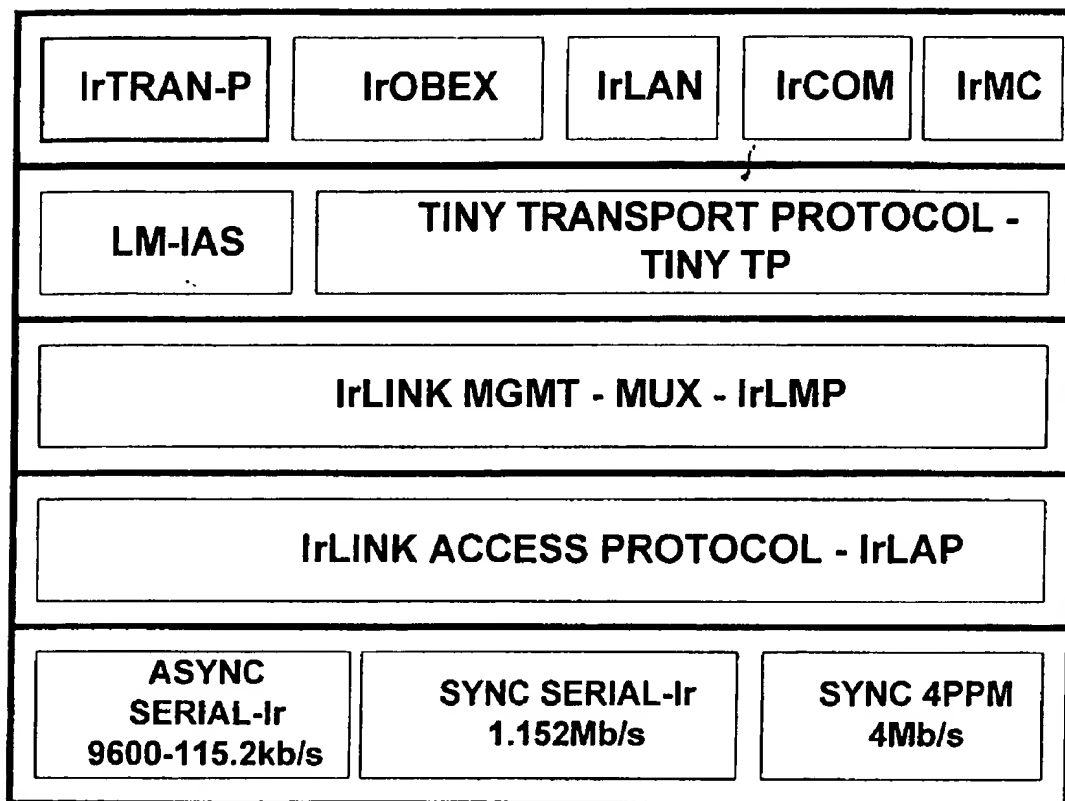 IrTRAN-P
IrOBEX
IrLAN
IrCOM
IrMC
LM-IAS
TINY TRANSPORT PROTOCOL -
TINY TP
IrLINK MGMT - MUX - IrLMP
IrLINK ACCESS PROTOCOL - IrLAP
ASYNC
SERIAL-Ir
9600-115.2kb/s
SYNC SERIAL-Ir
1.152Mb/s
SYNC 4PPM
4Mb/s